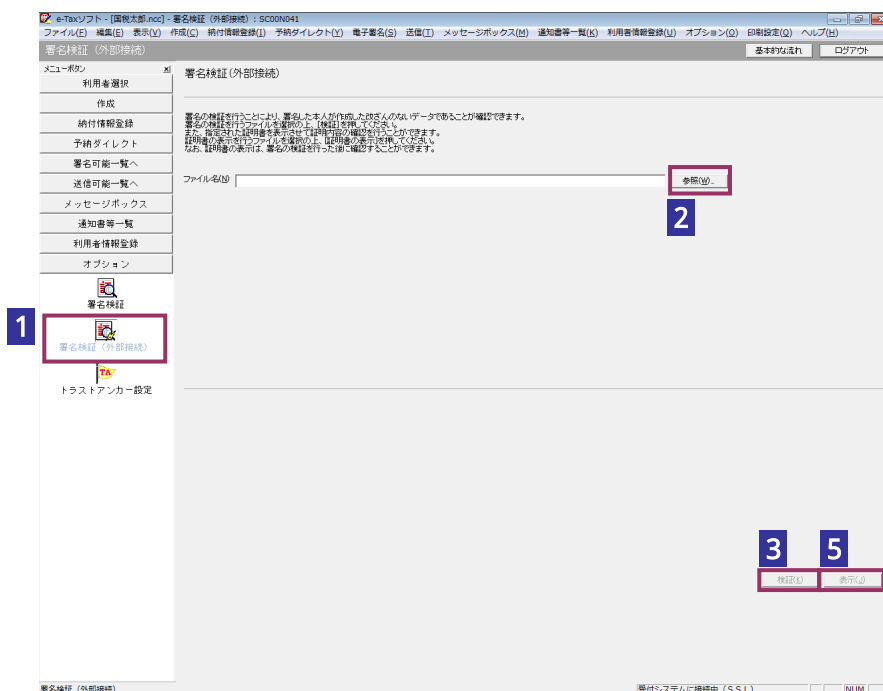 e-Taxソフト - [国税太郎.ncc] - 署名検証（外部接続）: SC00N041
ファイル(F) 編集(E) 表示(V) 作成(C) 納付情報登録(I) 予納ダイレクト(Y) 電子署名(S) 送信(T) メッセージボックス(M) 通知書等一覧(K) 利用者情報登録(U) オプション(O) 印刷設定(Q) ヘルプ(H)
署名検証（外部接続）
基本的な流れ
ログアウト
メニューボタン x
利用者選択
作成
納付情報登録
予納ダイレクト
署名可能一覧へ
送信可能一覧へ
メッセージボックス
通知書等一覧
利用者情報登録
オプション
署名検証
1
署名検証（外部接続）
TA
トラストアンカー設定
署名検証(外部接続)
署名の検証を行うことにより、署名した本人が作成した改ざんのないデータであることが確認できます。
署名の検証を行うファイルを選択の上、[検証]を押してください。
また、指定された証明書を表示させて証明内容の確認を行うことができます。
証明書の表示を行うファイルを選択の上、[証明書の表示]を押してください。
なお、証明書の表示は、署名の検証を行った後に確認することができます。
ファイル名(N)
参照(W)...
2
3
5
検証(E)
表示(J)
署名検証（外部接続）
受付システムに接続中（ＳＳＬ）
NUM